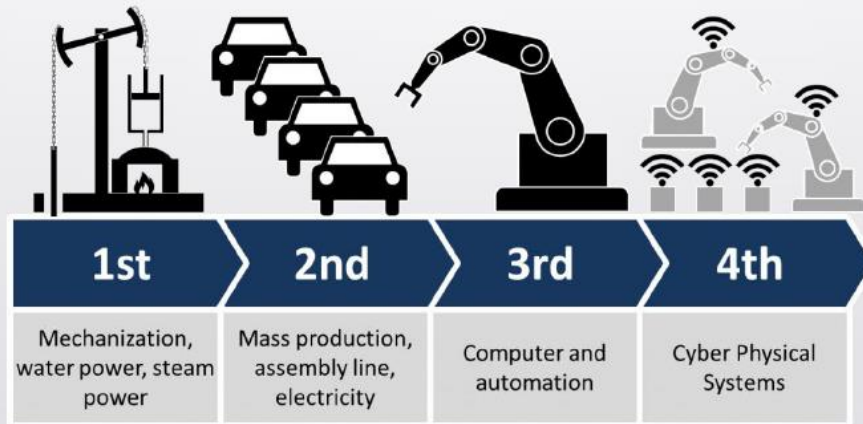 1st
2nd
3rd
4th
Mechanization,
water power, steam
power
Mass production,
assembly line,
electricity
Computer and
automation
Cyber Physical
Systems